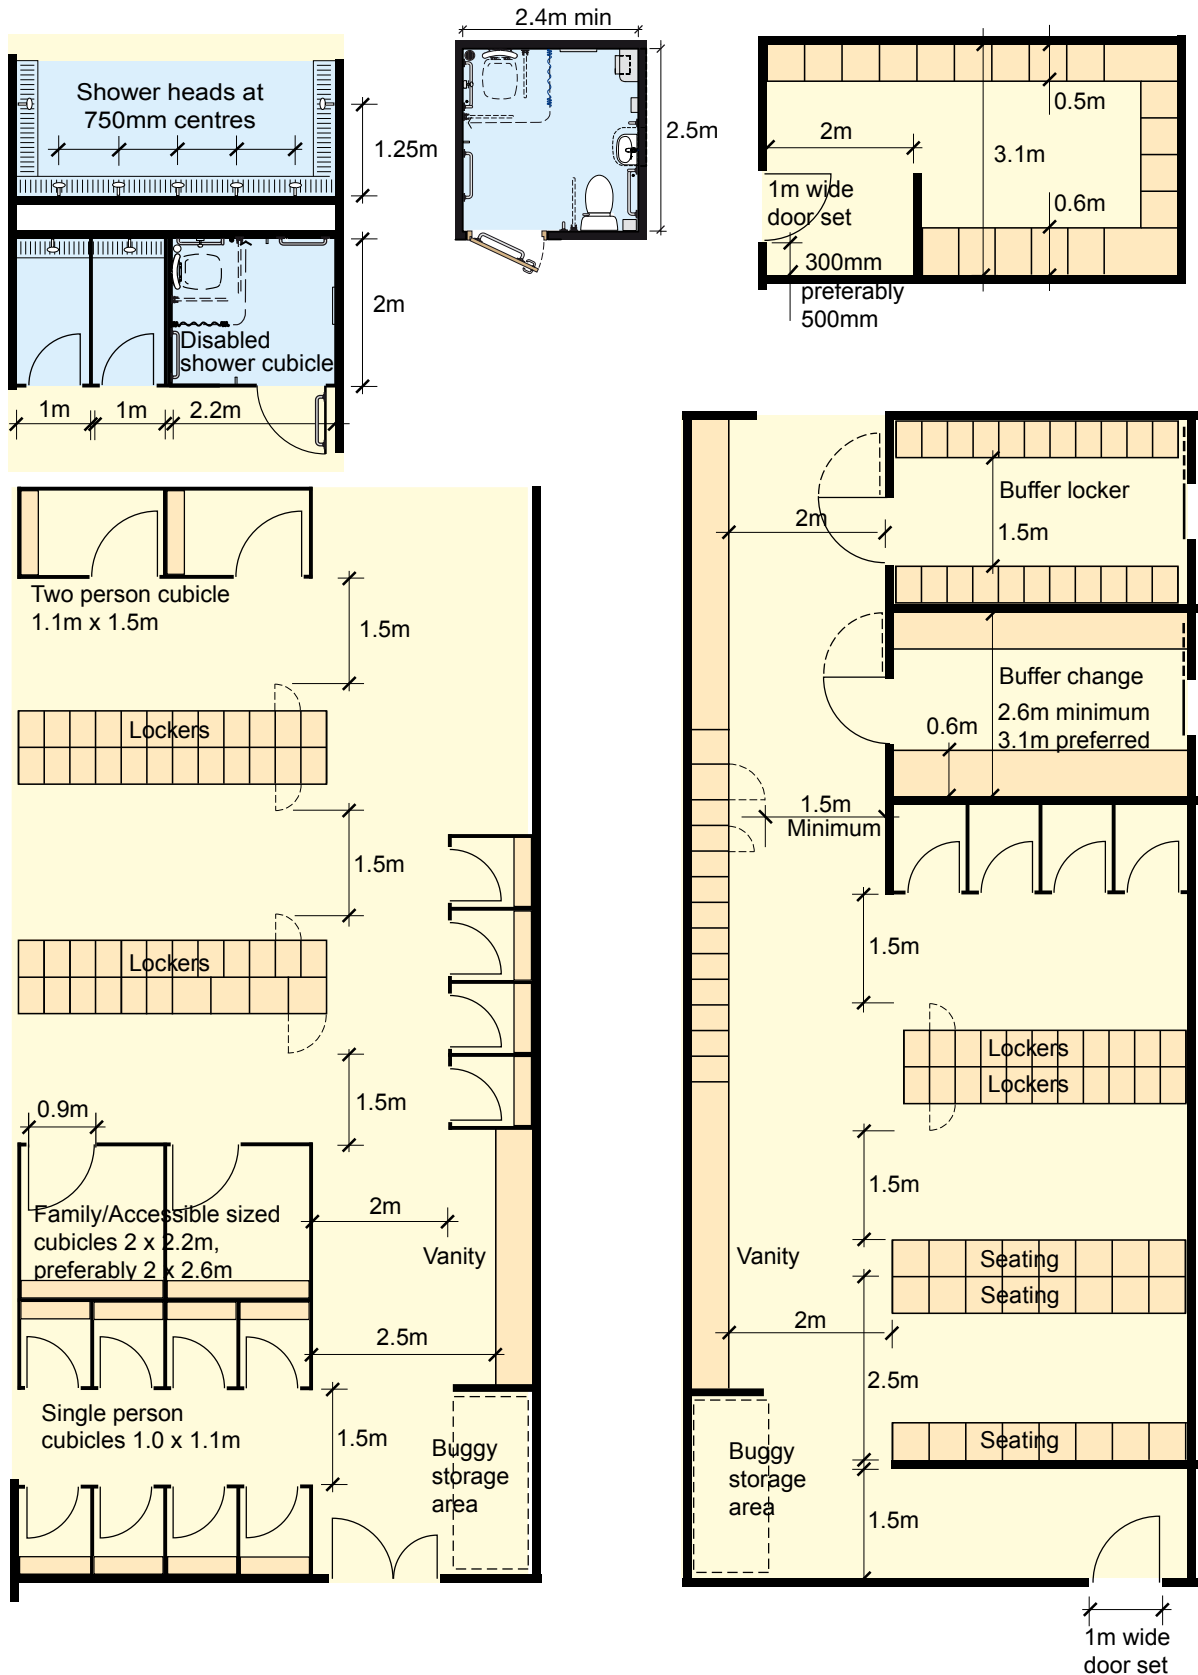 Shower heads at
750mm centres
1.25m
2m
Disabled
shower cubicle
1m
1m
2.2m
2.4m min
2.5m
0.5m
2m
3.1m
1m wide
door set
0.6m
300mm
preferably
500mm
Two person cubicle
1.1m x 1.5m
1.5m
Lockers
1.5m
Lockers
1.5m
0.9m
Family/Accessible sized
cubicles 2 x 2.2m,
preferably 2 x 2.6m
2m
Vanity
2.5m
Single person
cubicles 1.0 x 1.1m
1.5m
Buggy
storage
area
Buffer locker
2m
1.5m
Buffer change
2.6m minimum
3.1m preferred
0.6m
1.5m
Minimum
1.5m
Lockers
Lockers
1.5m
Vanity
Seating
Seating
2m
2.5m
Seating
Buggy
storage
area
1.5m
1m wide
door set